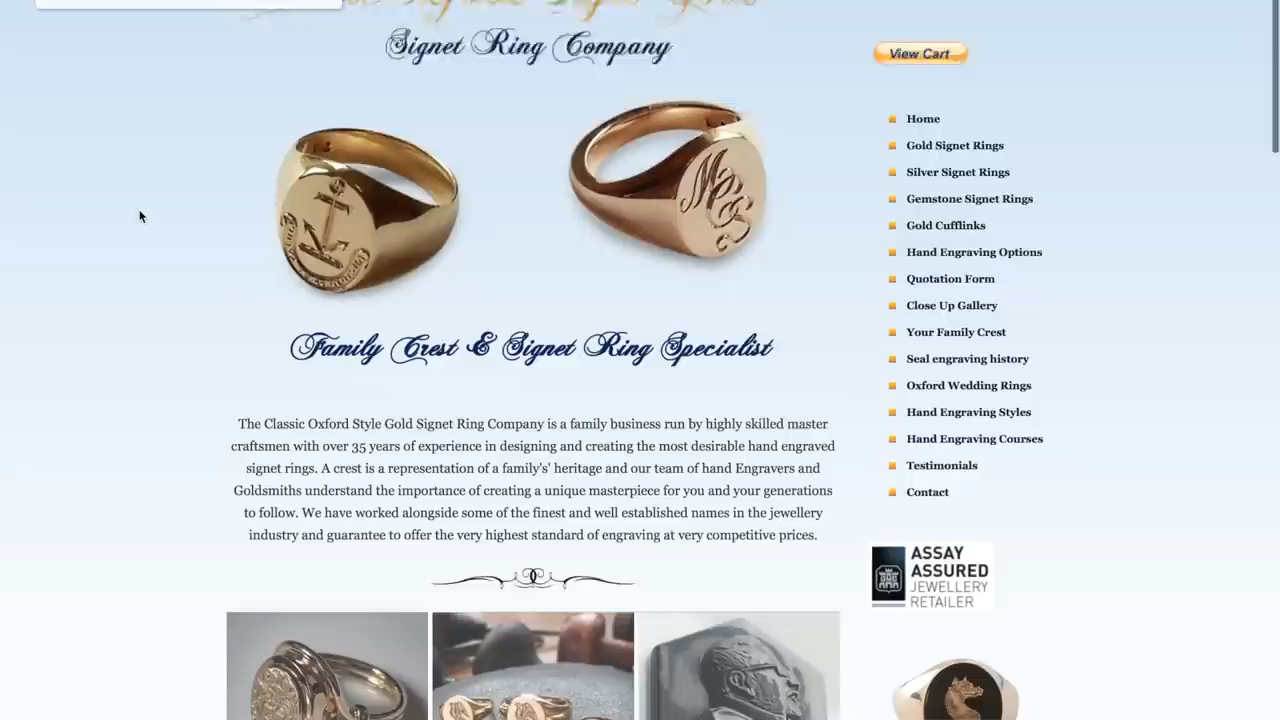 Signet Ring Company
View Cart
Home
Gold Signet Rings
Silver Signet Rings
Gemstone Signet Rings
Gold Cufflinks
Hand Engraving Options
Quotation Form
Close Up Gallery
Your Family Crest
Seal engraving history
Oxford Wedding Rings
Hand Engraving Styles
Hand Engraving Courses
Testimonials
Contact
MCS
Family Crest & Signet Ring Specialist
The Classic Oxford Style Gold Signet Ring Company is a family business run by highly skilled master
craftsmen with over 35 years of experience in designing and creating the most desirable hand engraved
signet rings. A crest is a representation of a family's' heritage and our team of hand Engravers and
Goldsmiths understand the importance of creating a unique masterpiece for you and your generations
to follow. We have worked alongside some of the finest and well established names in the jewellery
industry and guarantee to offer the very highest standard of engraving at very competitive prices.
ASSAY
ASSURED
JEWELLERY
RETAILER